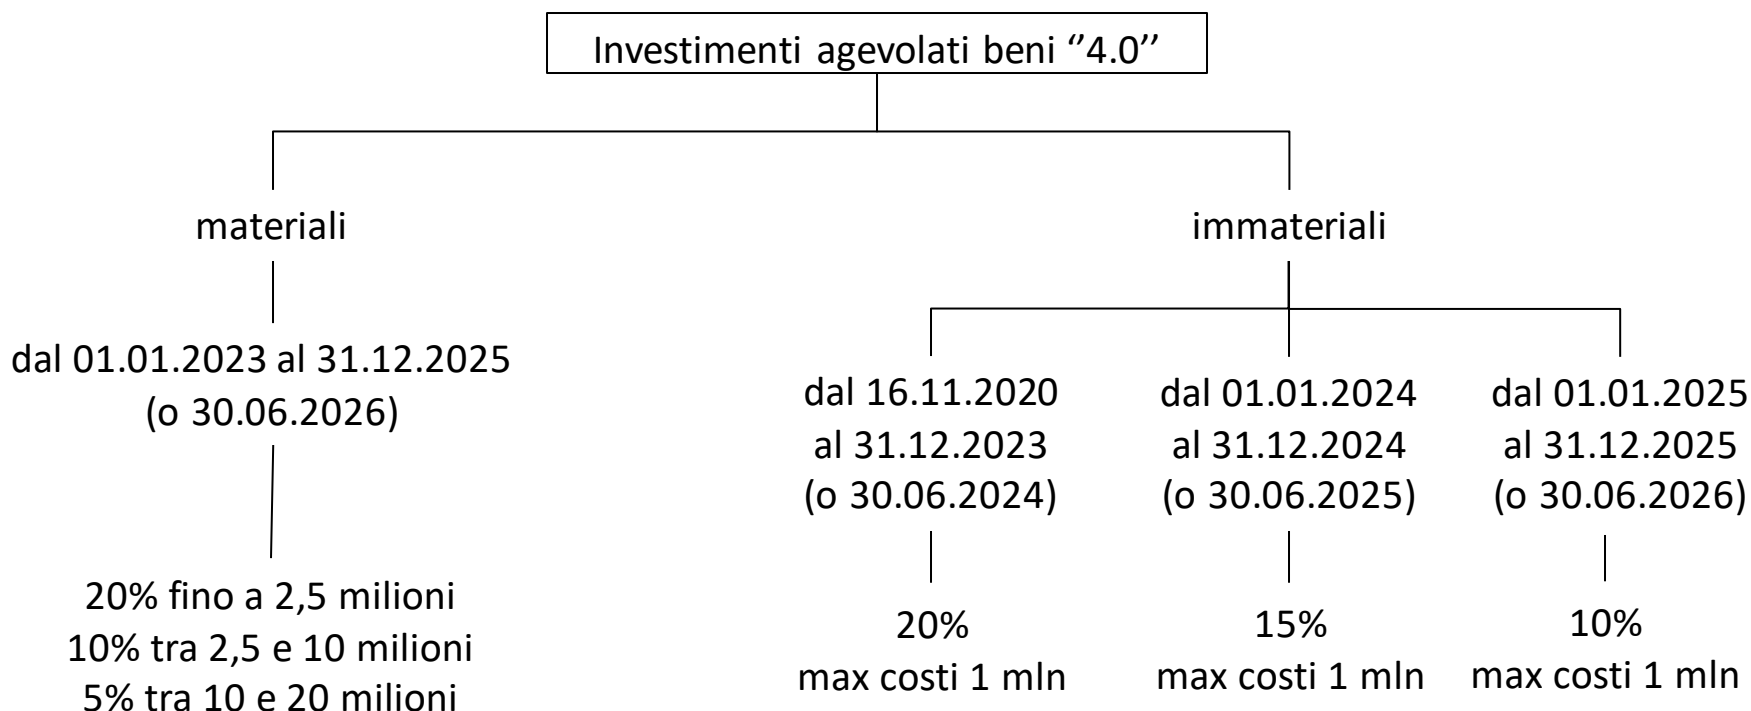 Investimenti agevolati beni ‘’4.0’’
materiali
dal 01.01.2023 al 31.12.2025
(o 30.06.2026)
20% fino a 2,5 milioni
10% tra 2,5 e 10 milioni
5% tra 10 e 20 milioni
immateriali
dal 16.11.2020
al 31.12.2023
(o 30.06.2024)
20%
max costi 1 mln
dal 01.01.2024
al 31.12.2024
(o 30.06.2025)
15%
max costi 1 mln
dal 01.01.2025
al 31.12.2025
(o 30.06.2026)
10%
max costi 1 mln